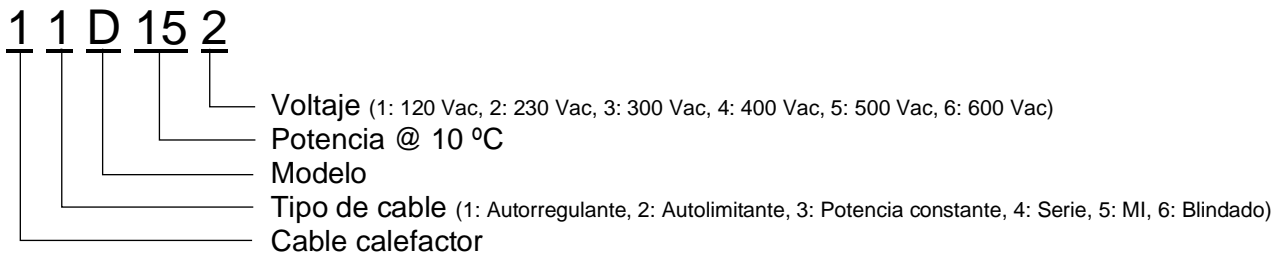 1 1 D 15 2
Voltaje (1: 120 Vac, 2: 230 Vac, 3: 300 Vac, 4: 400 Vac, 5: 500 Vac, 6: 600 Vac)
Potencia @ 10 ºC
Modelo
Tipo de cable (1: Autorregulante, 2: Autolimitante, 3: Potencia constante, 4: Serie, 5: MI, 6: Blindado)
Cable calefactor